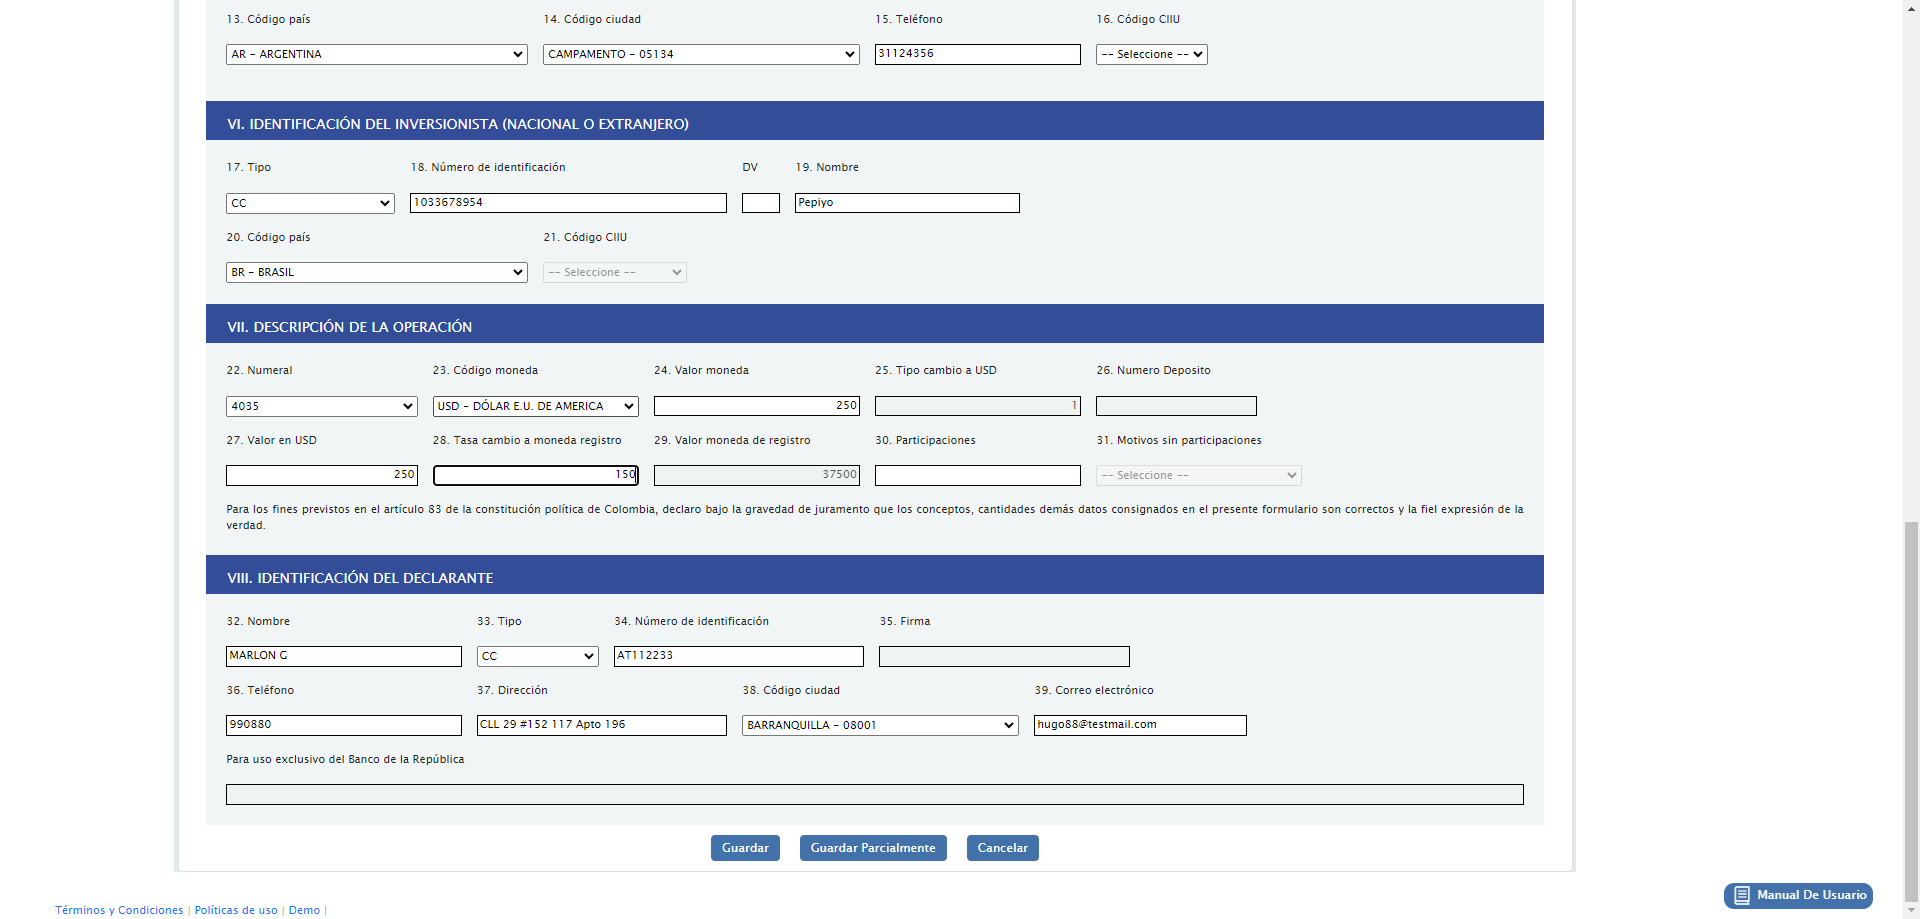 13. Código país 14. Código ciudad 15. Teléfono 16. Código CIIU
AR - ARGENTINA CAMPAMENTO - 05134 31124356 -- Seleccione --
VI. IDENTIFICACIÓN DEL INVERSIONISTA (NACIONAL O EXTRANJERO)
17. Tipo 18. Número de identificación DV 19. Nombre
CC 1033678954 Pepiyo
20. Código país 21. Código CIIU
BR - BRASIL -- Seleccione --
VII. DESCRIPCIÓN DE LA OPERACIÓN
22. Numeral 23. Código moneda 24. Valor moneda 25. Tipo cambio a USD 26. Numero Deposito
4035 USD - DÓLAR E.U. DE AMERICA 250 1
27. Valor en USD 28. Tasa cambio a moneda registro 29. Valor moneda de registro 30. Participaciones 31. Motivos sin participaciones
250 150 37500 -- Seleccione --
Para los fines previstos en el artículo 83 de la constitución política de Colombia, declaro bajo la gravedad de juramento que los conceptos, cantidades demás datos consignados en el presente formulario son correctos y la fiel expresión de la
verdad.
VIII. IDENTIFICACIÓN DEL DECLARANTE
32. Nombre 33. Tipo 34. Número de identificación 35. Firma
MARLON G CC AT112233
36. Teléfono 37. Dirección 38. Código ciudad 39. Correo electrónico
990880 CLL 29 #152 117 Apto 196 BARRANQUILLA - 08001 hugo88@testmail.com
Para uso exclusivo del Banco de la República
Guardar Guardar Parcialmente Cancelar
Manual De Usuario
Términos y Condiciones | Políticas de uso | Demo |